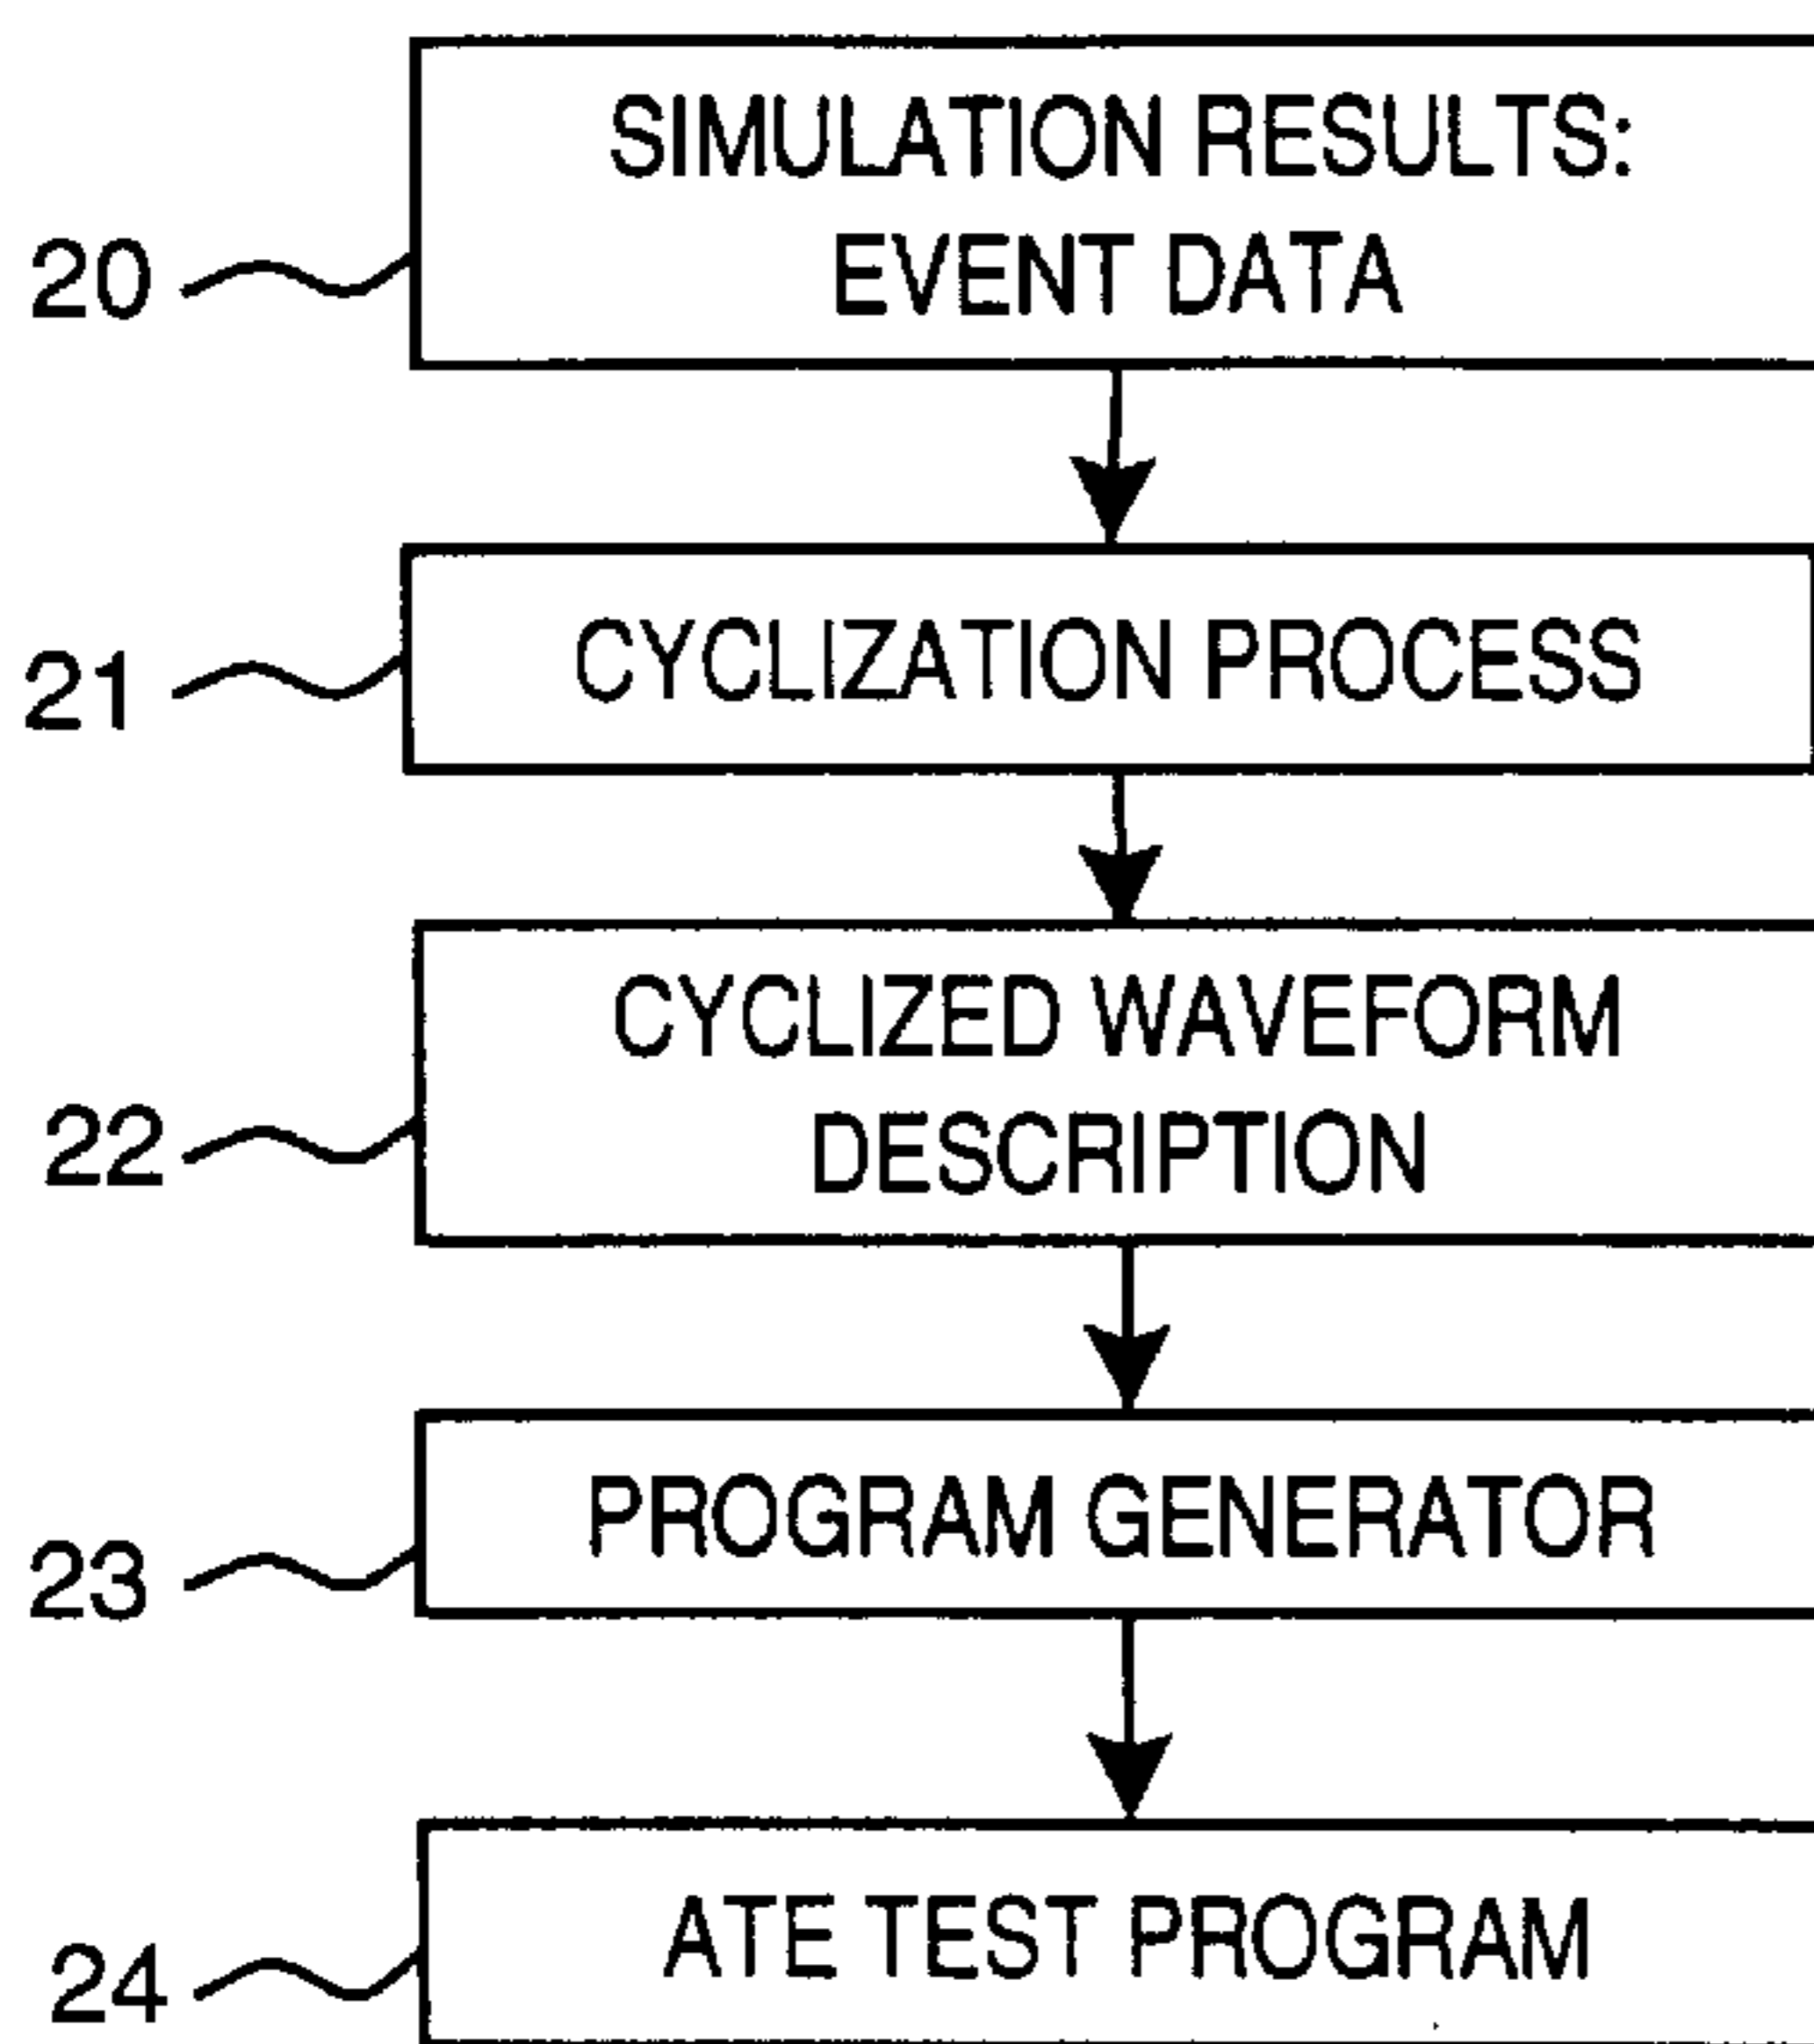 SIMULATION RESULTS:
EVENT DATA
20
CYCLIZATION PROCESS
21
CYCLIZED WAVEFORM
DESCRIPTION
22
PROGRAM GENERATOR
23
ATE TEST PROGRAM
24